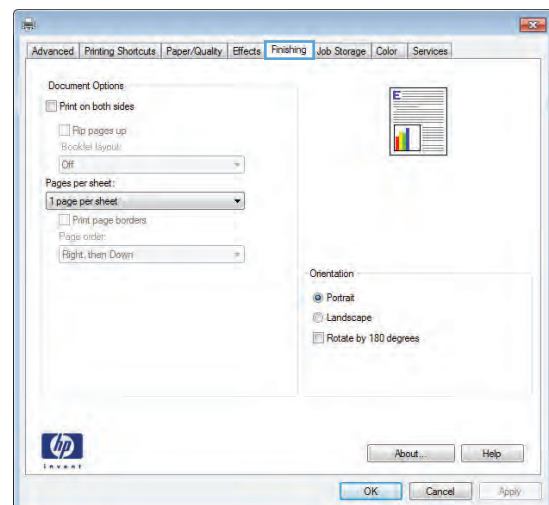 Advanced Printing Shortcuts Paper/Quality Effects Finishing Job Storage Color Services
Document Options
Print on both sides
Flip pages up
Booklet layout:
Off
Pages per sheet:
1 page per sheet
Print page borders
Page order:
Right, then Down
E
Orientation
Portrait
Landscape
Rotate by 180 degrees
hp
invent
About... Help
OK Cancel Apply